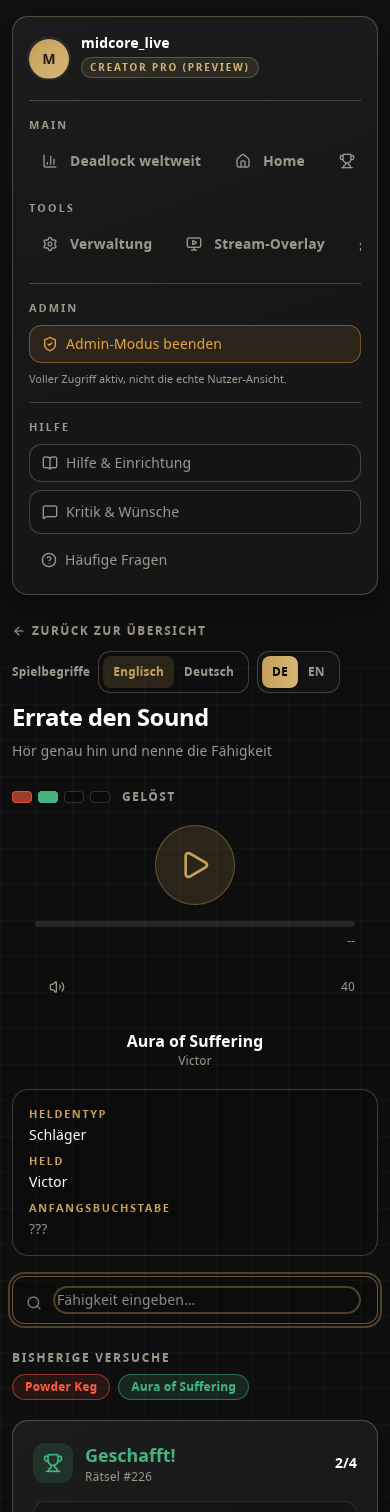 M
midcore_live
CREATOR PRO (PREVIEW)
MAIN
Deadlock weltweit Home
TOOLS
Verwaltung Stream-Overlay
ADMIN
Admin-Modus beenden
Voller Zugriff aktiv, nicht die echte Nutzer-Ansicht.
HILFE
Hilfe & Einrichtung
Kritik & Wünsche
Häufige Fragen
ZURÜCK ZUR ÜBERSICHT
Spielbegriffe Englisch Deutsch DE EN
Errate den Sound
Hör genau hin und nenne die Fähigkeit
GELÖST
--
40
Aura of Suffering
Victor
HELDENTYP
Schläger
HELD
Victor
ANFANGSBUCHSTABE
???
Fähigkeit eingeben...
BISHERIGE VERSUCHE
Powder Keg Aura of Suffering
Geschafft! 2/4
Rätsel #226